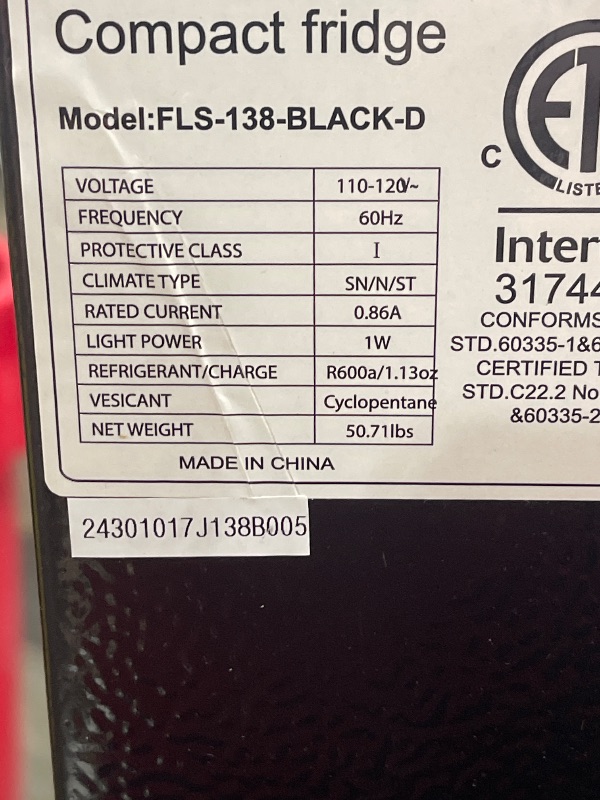 Compact fridge
Model:FLS-138-BLACK-D
VOLTAGE 110-120V~
FREQUENCY 60Hz
PROTECTIVE CLASS I
CLIMATE TYPE SN/N/ST
RATED CURRENT 0.86A
LIGHT POWER 1W
REFRIGERANT/CHARGE R600a/1.13oz
VESICANT Cyclopentane
NET WEIGHT 50.71lbs
MADE IN CHINA
24301017J138B005
C
LISTE
Inter
31744
CONFORMS
STD.60335-1&6
CERTIFIED T
STD.C22.2 No
&60335-2